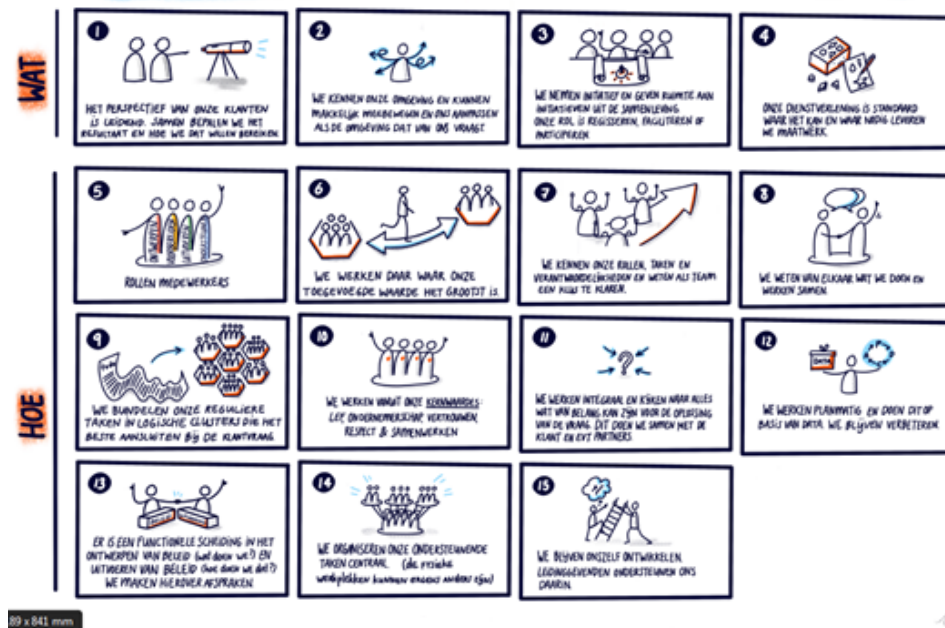 WAT
1
HET PERSPECTIEF VAN ONZE KLANTEN
IS LEIDEND. SAMEN BEPALEN WE HET
RESULTAAT EN HOE WE DAT WILLEN BEREIKEN
2
WE KENNEN ONZE OMGEVING EN KUNNEN
MAKKELIJK MEEBEWEGEN EN ONS AANPASSEN
ALS DE OMGEVING DAT VAN ONS VRAAGT.
3
WE NEMEN INITIATIEF EN GEVEN RUIMTE AAN
INITIATIEVEN UIT DE SAMENLEVING
ONZE ROL IS REGISSEREN, FACILITEREN OF
PARTICIPEREN
4
ONZE DIENSTVERLENING IS STANDAARD
WAAR HET KAN EN WAAR NODIG LEVEREN
WE MAATWERK.
HOE
5
ROLLEN MEDEWERKERS
6
WE WERKEN DAAR WAAR ONZE
TOEGEVOEGDE WAARDE HET GROOTST IS.
7
WE KENNEN ONZE ROLLEN, TAKEN EN
VERANTWOORDELIJKHEDEN EN WETEN ALS TEAM
EEN KLUS TE KLAREN.
8
WE WETEN VAN ELKAAR WAT WE DOEN EN
WERKEN SAMEN.
9
WE BUNDELEN ONZE REGULIERE
TAKEN IN LOGISCHE CLUSTERS DIE HET
BESTE AANSLUITEN BIJ DE KLANTVRAAG
10
WE WERKEN VANUIT ONZE KERNWAARDES:
LEF, ONDERNEMERSCHAP, VERTROUWEN,
RESPECT & SAMENWERKEN
11
?
WE WERKEN INTEGRAAL EN KIJKEN NAAR ALLES
WAT VAN BELANG KAN ZIJN VOOR DE OPLOSSING
VAN DE VRAAG. DIT DOEN WE SAMEN MET DE
KLANT EN EVT PARTNERS.
12
DATA
WE WERKEN PLANMATIG EN DOEN DIT OP
BASIS VAN DATA. WE BLIJVEN VERBETEREN
13
ER IS EEN FUNCTIONELE SCHEIDING IN HET
ONTWERPEN VAN BELEID (wat doen we?) EN
UITVOEREN VAN BELEID (hoe doen we dat?)
WE MAKEN HIEROVER AFSPRAKEN.
14
WE ORGANISEREN ONZE ONDERSTEUNENDE
TAKEN CENTRAAL (de fysieke
werkplekken kunnen ergens anders zijn)
15
WE BLIJVEN ONSZELF ONTWIKKELEN.
LEIDINGGEVENDEN ONDERSTEUNEN ONS
DAARIN.
89 x 841 mm